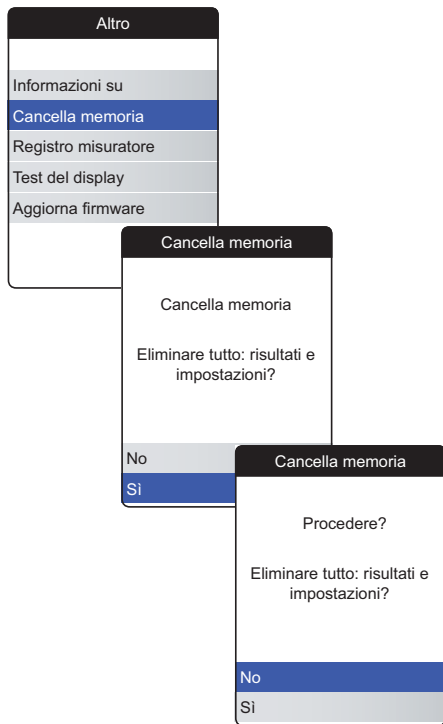 Altro
Informazioni su
Cancella memoria
Registro misuratore
Test del display
Aggiorna firmware
Cancella memoria
Cancella memoria
Eliminare tutto: risultati e
impostazioni?
No
Sì
Cancella memoria
Procedere?
Eliminare tutto: risultati e
impostazioni?
No
Sì